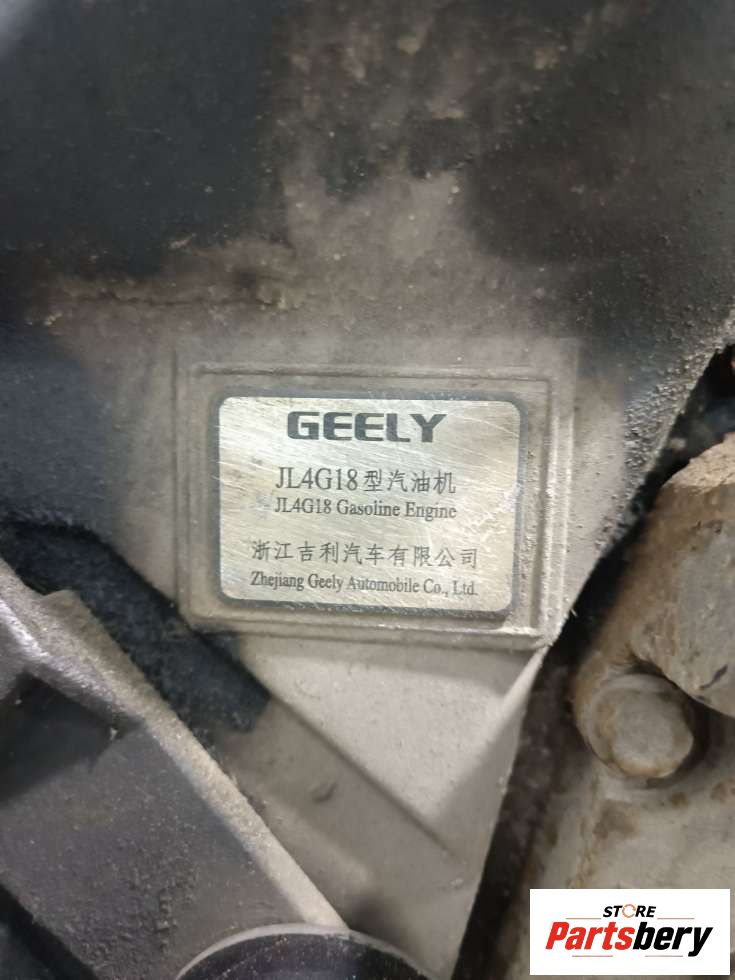 GEELY
JL4G18型汽油机
JL4G18 Gasoline Engine
浙江吉利汽车有限公司
Zhejiang Geely Automobile Co., Ltd.
STORE
Partsbery